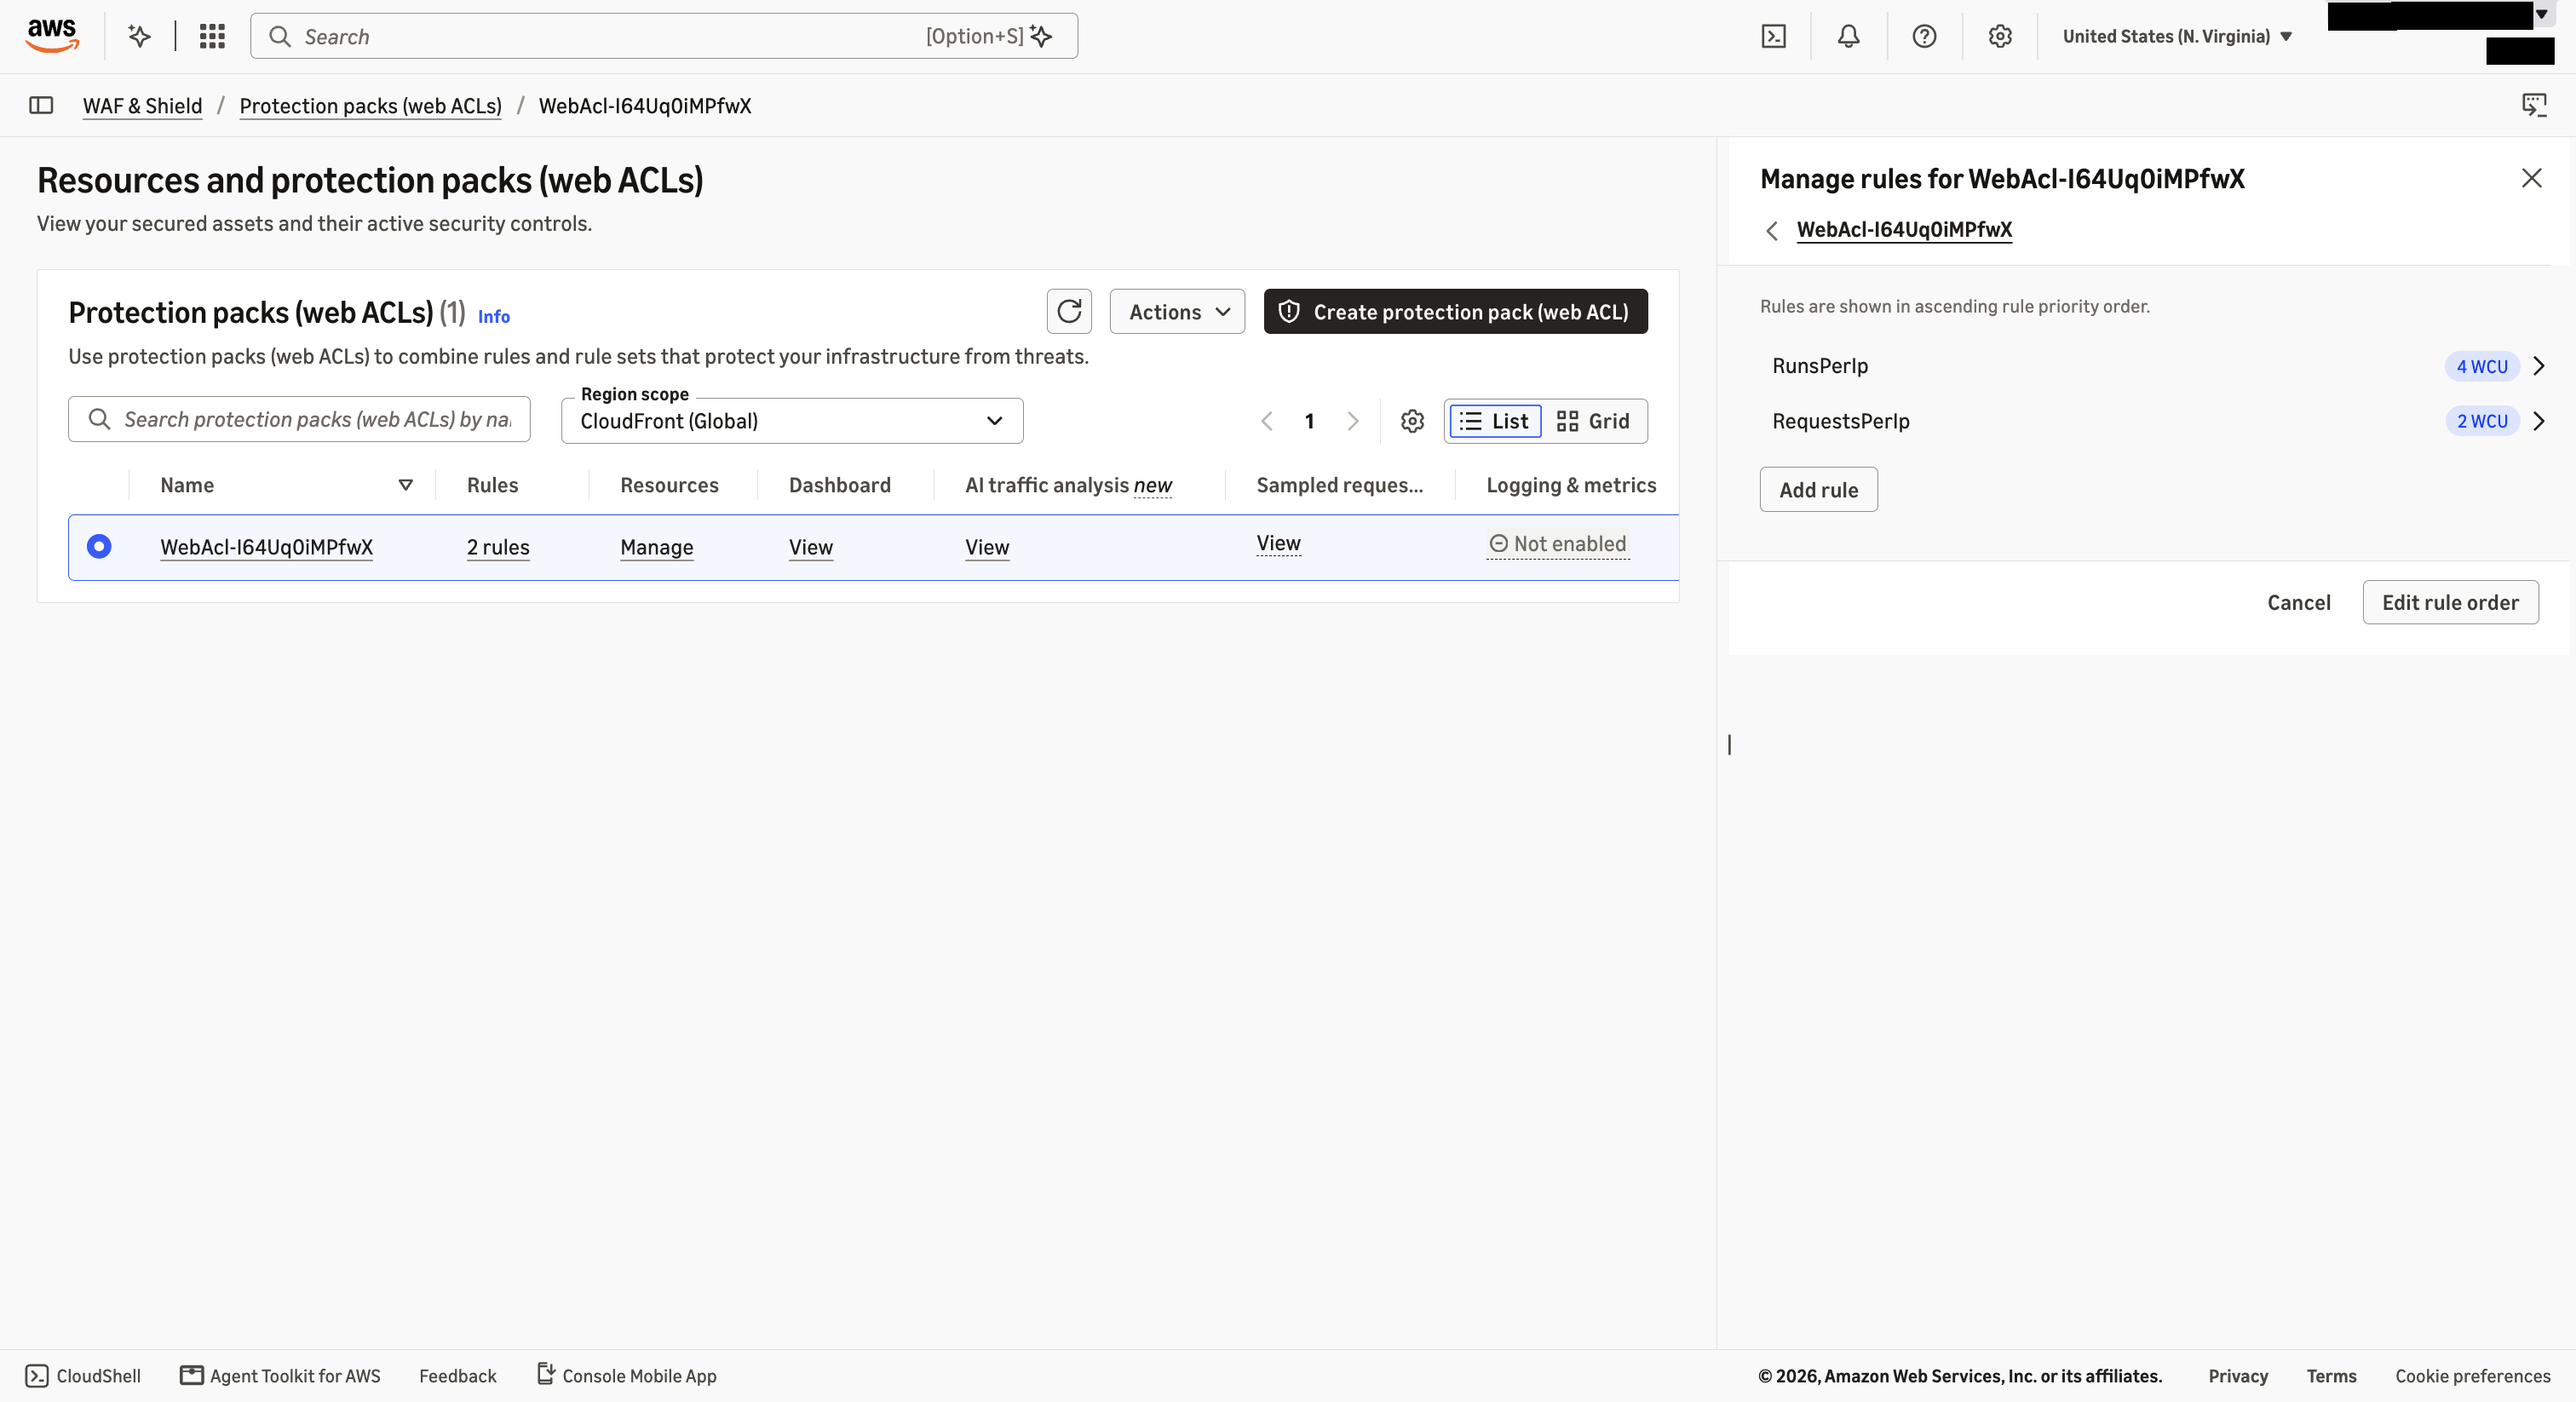 aws
Search
[Option+S]
United States (N. Virginia)
WAF & Shield / Protection packs (web ACLs) / WebAcl-I64Uq0iMPfwX
Resources and protection packs (web ACLs)
View your secured assets and their active security controls.
Protection packs (web ACLs) (1) Info
Actions
Create protection pack (web ACL)
Use protection packs (web ACLs) to combine rules and rule sets that protect your infrastructure from threats.
Search protection packs (web ACLs) by
Region scope
CloudFront (Global)
1
List
Grid
Name Rules Resources Dashboard AI traffic analysis new Sampled reques... Logging & metrics
WebAcl-I64Uq0iMPfwX 2 rules Manage View View View Not enabled
Manage rules for WebAcl-I64Uq0iMPfwX
WebAcl-I64Uq0iMPfwX
Rules are shown in ascending rule priority order.
RunsPerIp 4 WCU
RequestsPerIp 2 WCU
Add rule
Cancel Edit rule order
CloudShell Agent Toolkit for AWS Feedback Console Mobile App © 2026, Amazon Web Services, Inc. or its affiliates. Privacy Terms Cookie preferences